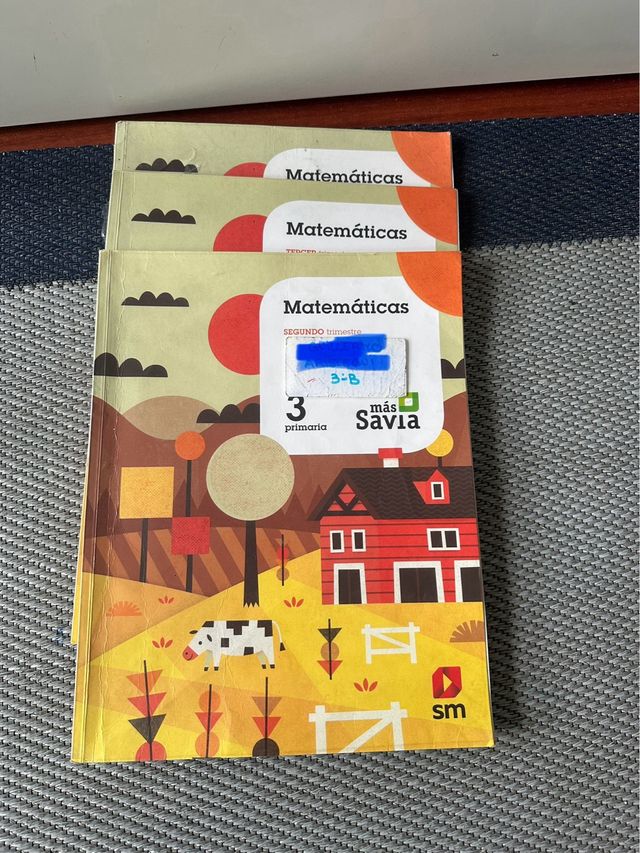 Matemáticas
Matemáticas
TERCER
Matemáticas
SEGUNDO trimestre
3-B
3
primaria
más
Savia
sm